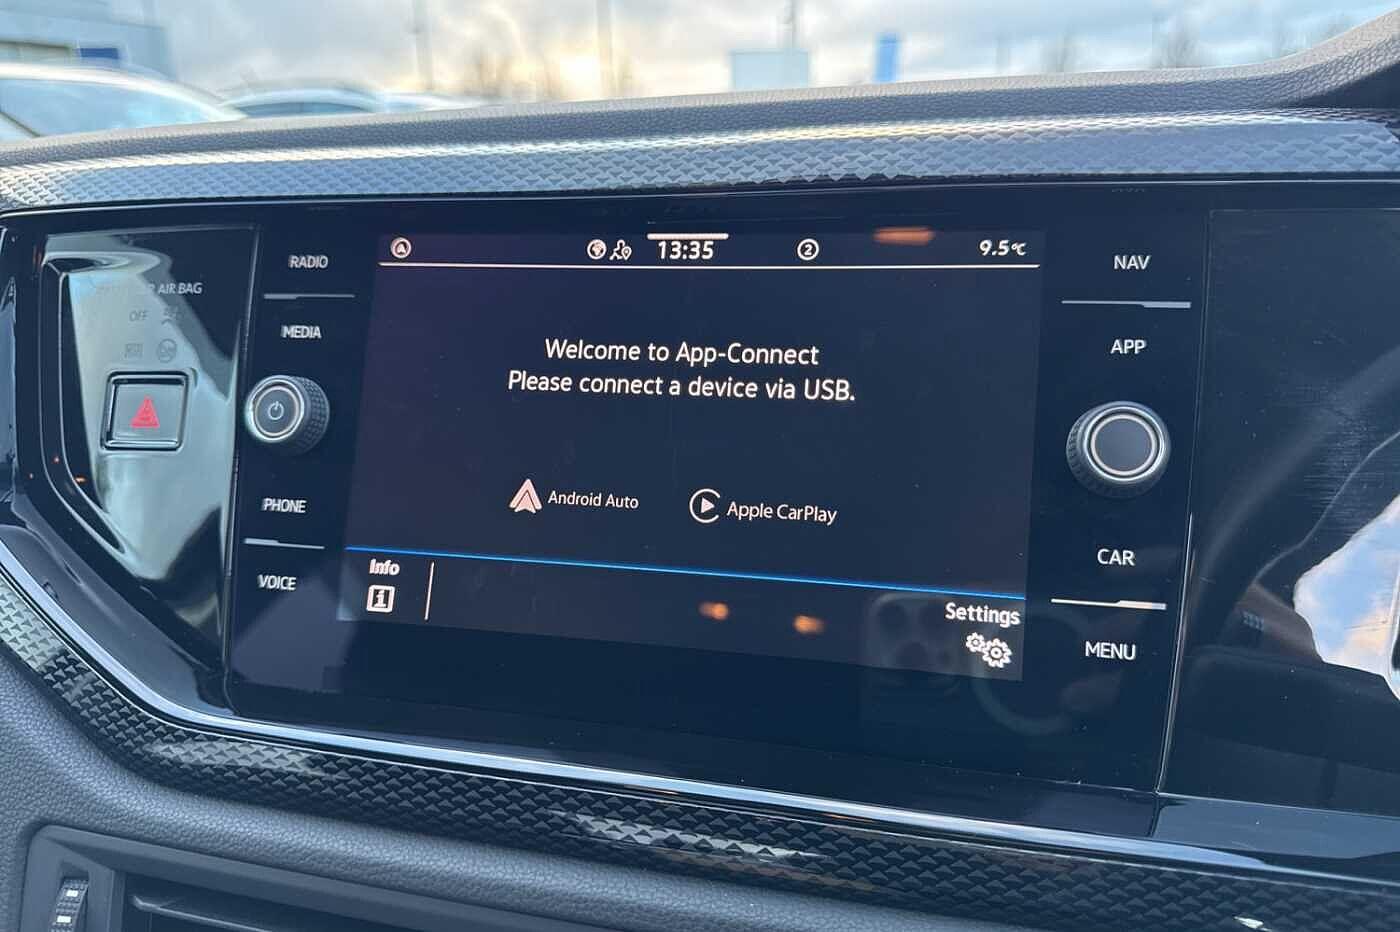 RADIO
MEDIA
PHONE
VOICE
AIR BAG
OFF
13:35
2
9.5°C
Welcome to App-Connect
Please connect a device via USB.
Android Auto
Apple CarPlay
Info
Settings
NAV
APP
CAR
MENU